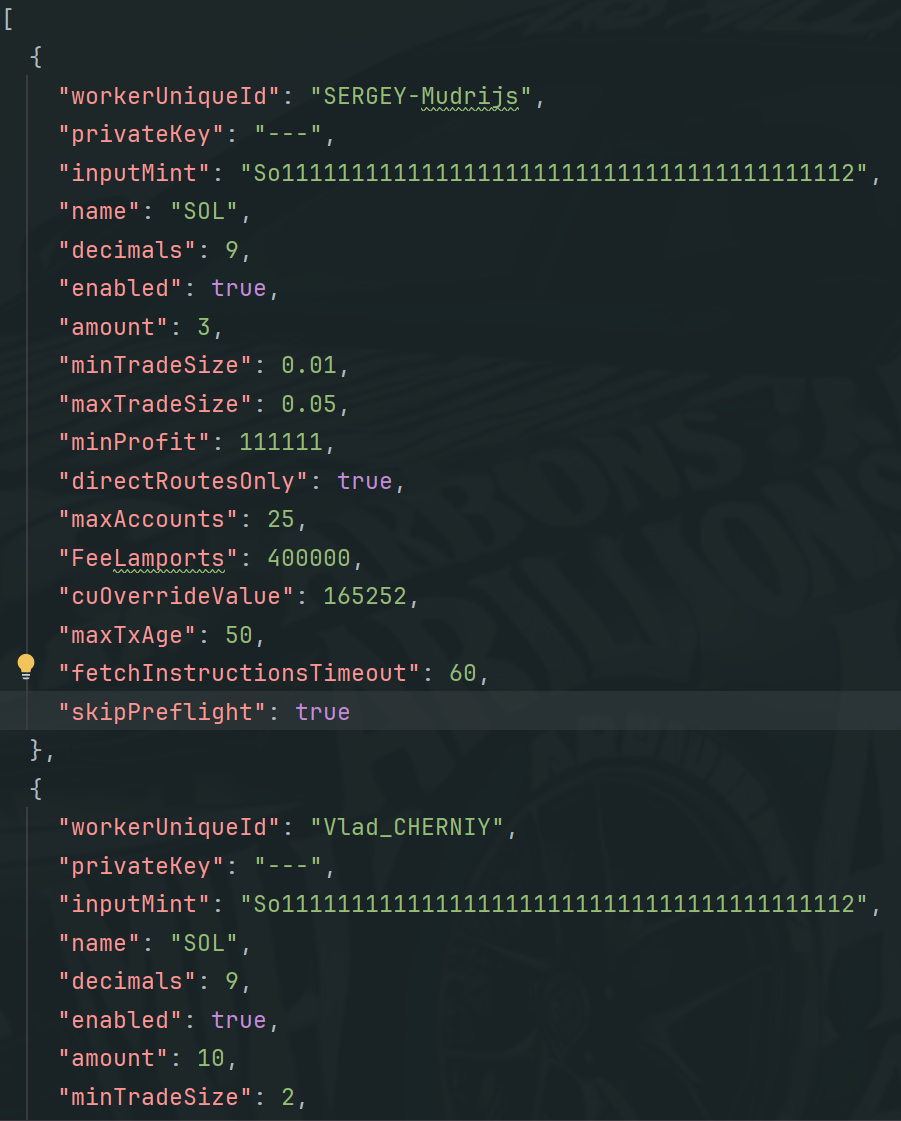 [
{
"workerUniqueId": "SERGEY-Mudrijs",
"privateKey": "---",
"inputMint": "So11111111111111111111111111111111111111112",
"name": "SOL",
"decimals": 9,
"enabled": true,
"amount": 3,
"minTradeSize": 0.01,
"maxTradeSize": 0.05,
"minProfit": 111111,
"directRoutesOnly": true,
"maxAccounts": 25,
"FeeLamports": 400000,
"cuOverrideValue": 165252,
"maxTxAge": 50,
"fetchInstructionsTimeout": 60,
"skipPreflight": true
},
{
"workerUniqueId": "Vlad_CHERNIY",
"privateKey": "---",
"inputMint": "So11111111111111111111111111111111111111112",
"name": "SOL",
"decimals": 9,
"enabled": true,
"amount": 10,
"minTradeSize": 2,